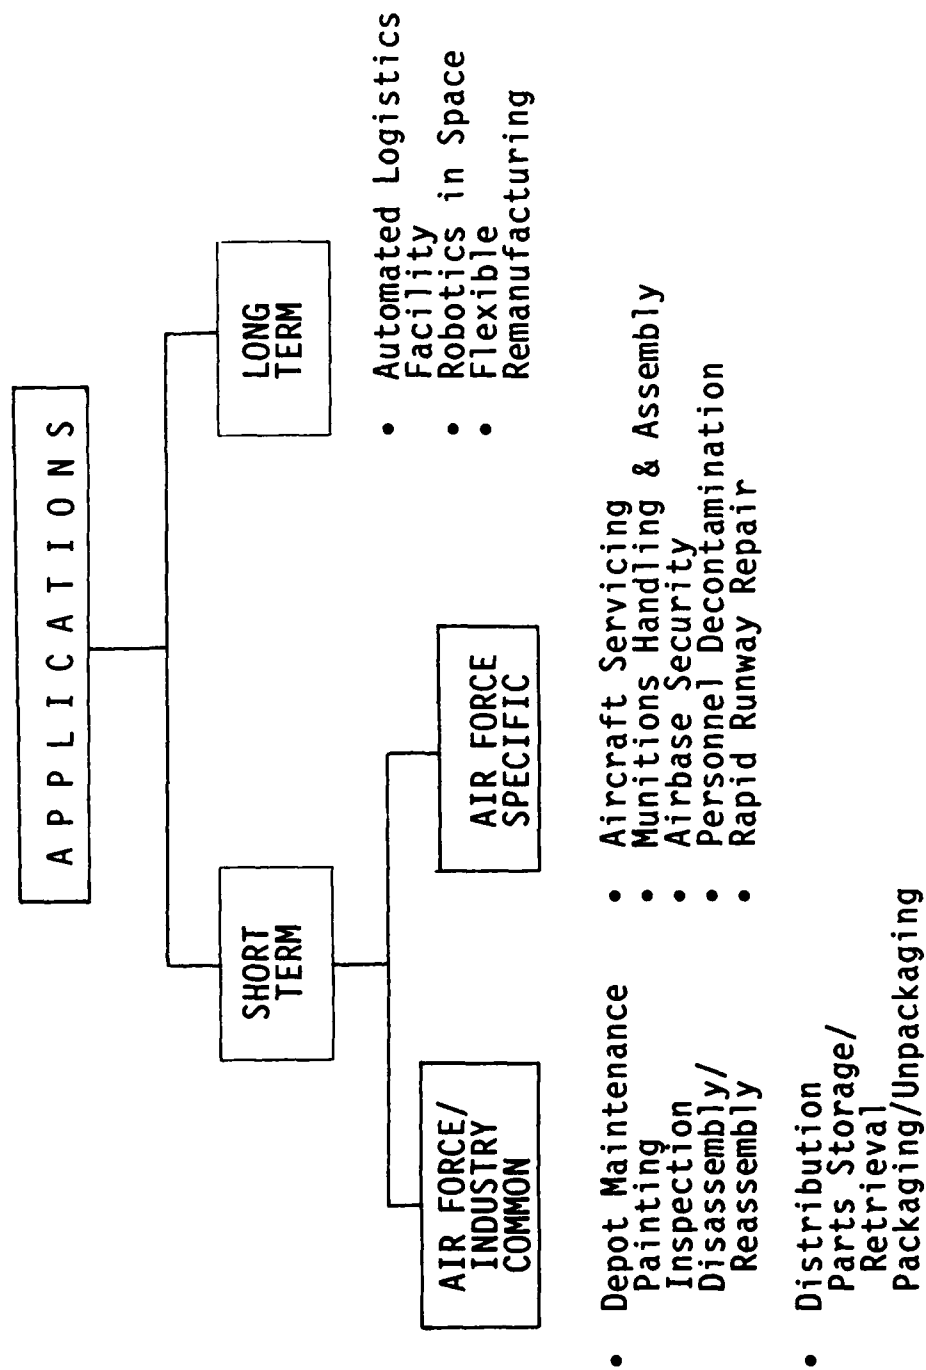 A P P L I C A T I O N S
SHORT
TERM
LONG
TERM
AIR FORCE/
INDUSTRY
COMMON
AIR FORCE
SPECIFIC
• Automated Logistics
Facility
• Robotics in Space
• Flexible
Remanufacturing
• Depot Maintenance
Painting
Inspection
Disassembly/
Reassembly
• Distribution
Parts Storage/
Retrieval
Packaging/Unpackaging
• Aircraft Servicing
• Munitions Handling & Assembly
• Airbase Security
• Personnel Decontamination
• Rapid Runway Repair